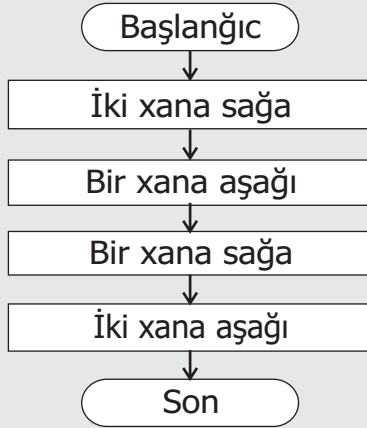 Başlanğıc
İki xana sağa
Bir xana aşağı
Bir xana sağa
İki xana aşağı
Son